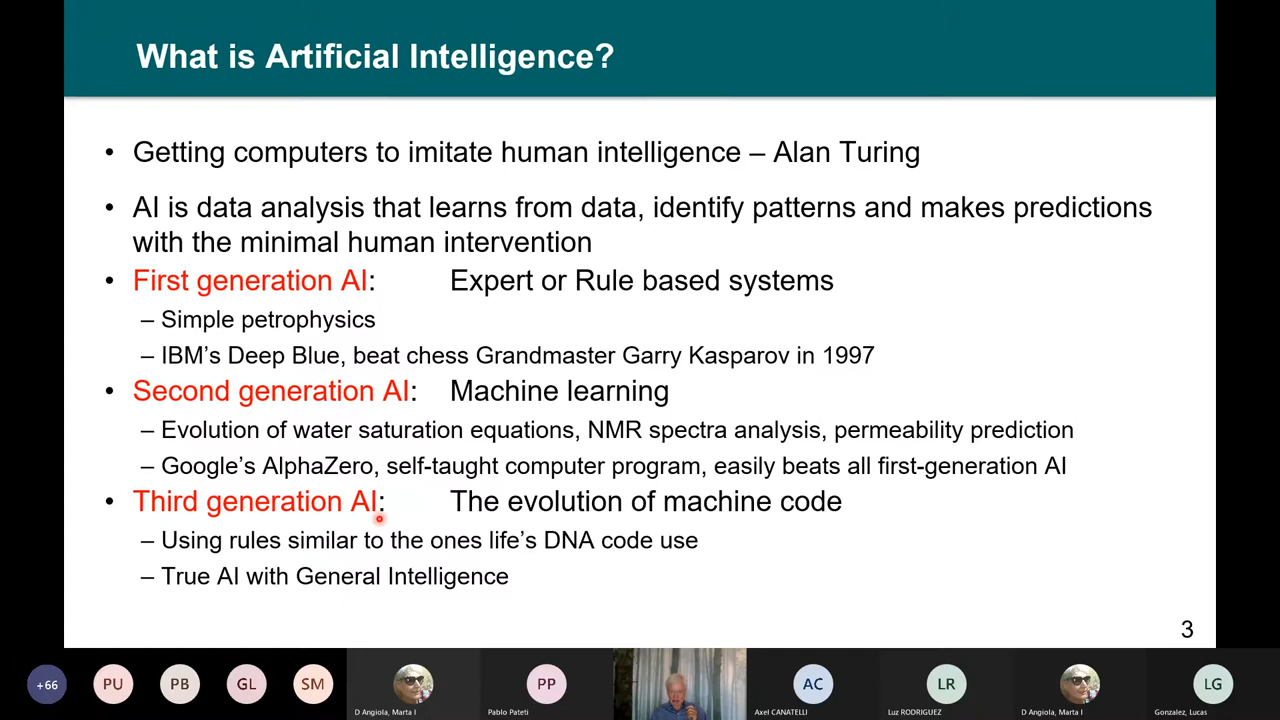 What is Artificial Intelligence?
• Getting computers to imitate human intelligence – Alan Turing
• AI is data analysis that learns from data, identify patterns and makes predictions
with the minimal human intervention
• First generation AI: Expert or Rule based systems
– Simple petrophysics
– IBM's Deep Blue, beat chess Grandmaster Garry Kasparov in 1997
• Second generation AI: Machine learning
– Evolution of water saturation equations, NMR spectra analysis, permeability prediction
– Google's AlphaZero, self-taught computer program, easily beats all first-generation AI
• Third generation AI: The evolution of machine code
– Using rules similar to the ones life's DNA code use
– True AI with General Intelligence
3
+66 PU PB GL SM PP AC LR LG
D Angiola, Marta I Pablo Pateti Axel CANATELLI Luz RODRIGUEZ D Angiola, Marta I Gonzalez, Lucas